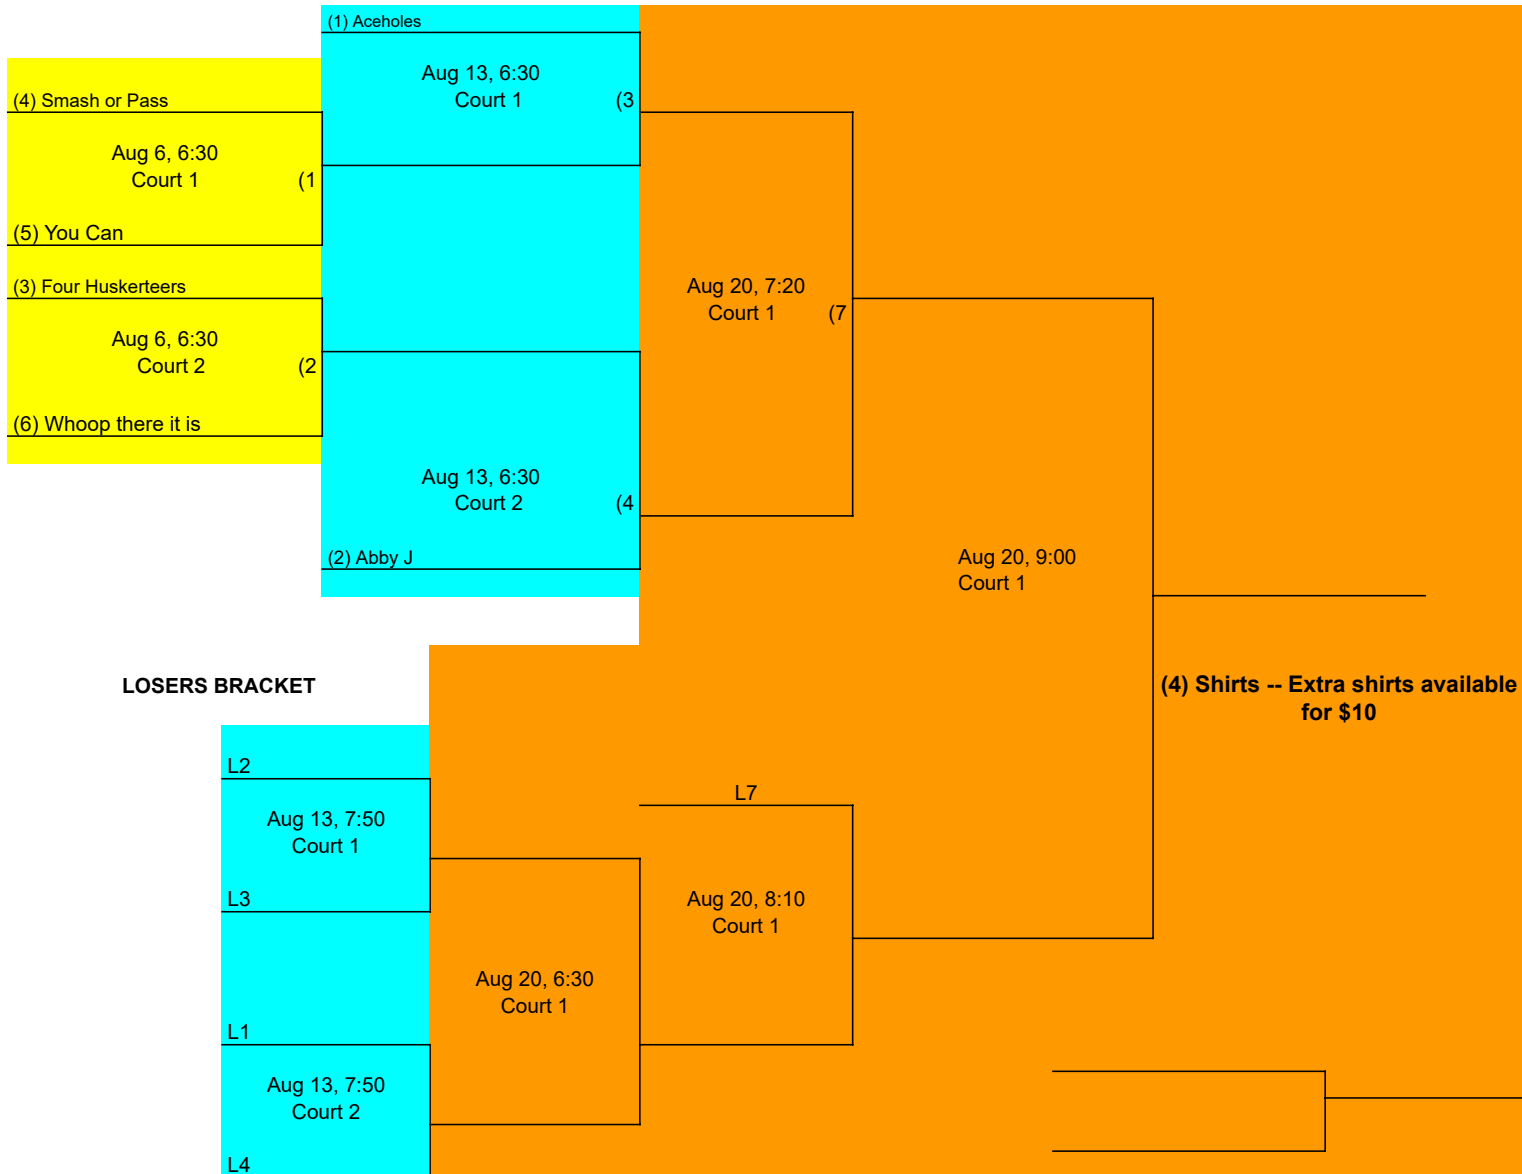 (1) Aceholes
Aug 13, 6:30
Court 1 (3
(4) Smash or Pass
Aug 6, 6:30
Court 1 (1
(5) You Can
(3) Four Huskerteers
Aug 6, 6:30
Court 2 (2
(6) Whoop there it is
Aug 20, 7:20
Court 1 (7
Aug 13, 6:30
Court 2 (4
(2) Abby J
Aug 20, 9:00
Court 1
LOSERS BRACKET
(4) Shirts -- Extra shirts available
for $10
L2
Aug 13, 7:50
Court 1
L3
L7
Aug 20, 8:10
Court 1
Aug 20, 6:30
Court 1
L1
Aug 13, 7:50
Court 2
L4